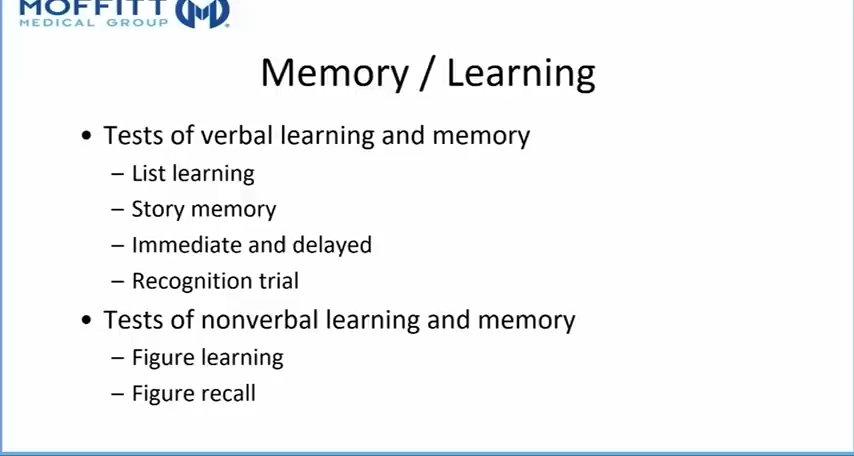 MOFFITT
MEDICAL GROUP
Memory / Learning
• Tests of verbal learning and memory
– List learning
– Story memory
– Immediate and delayed
– Recognition trial
• Tests of nonverbal learning and memory
– Figure learning
– Figure recall